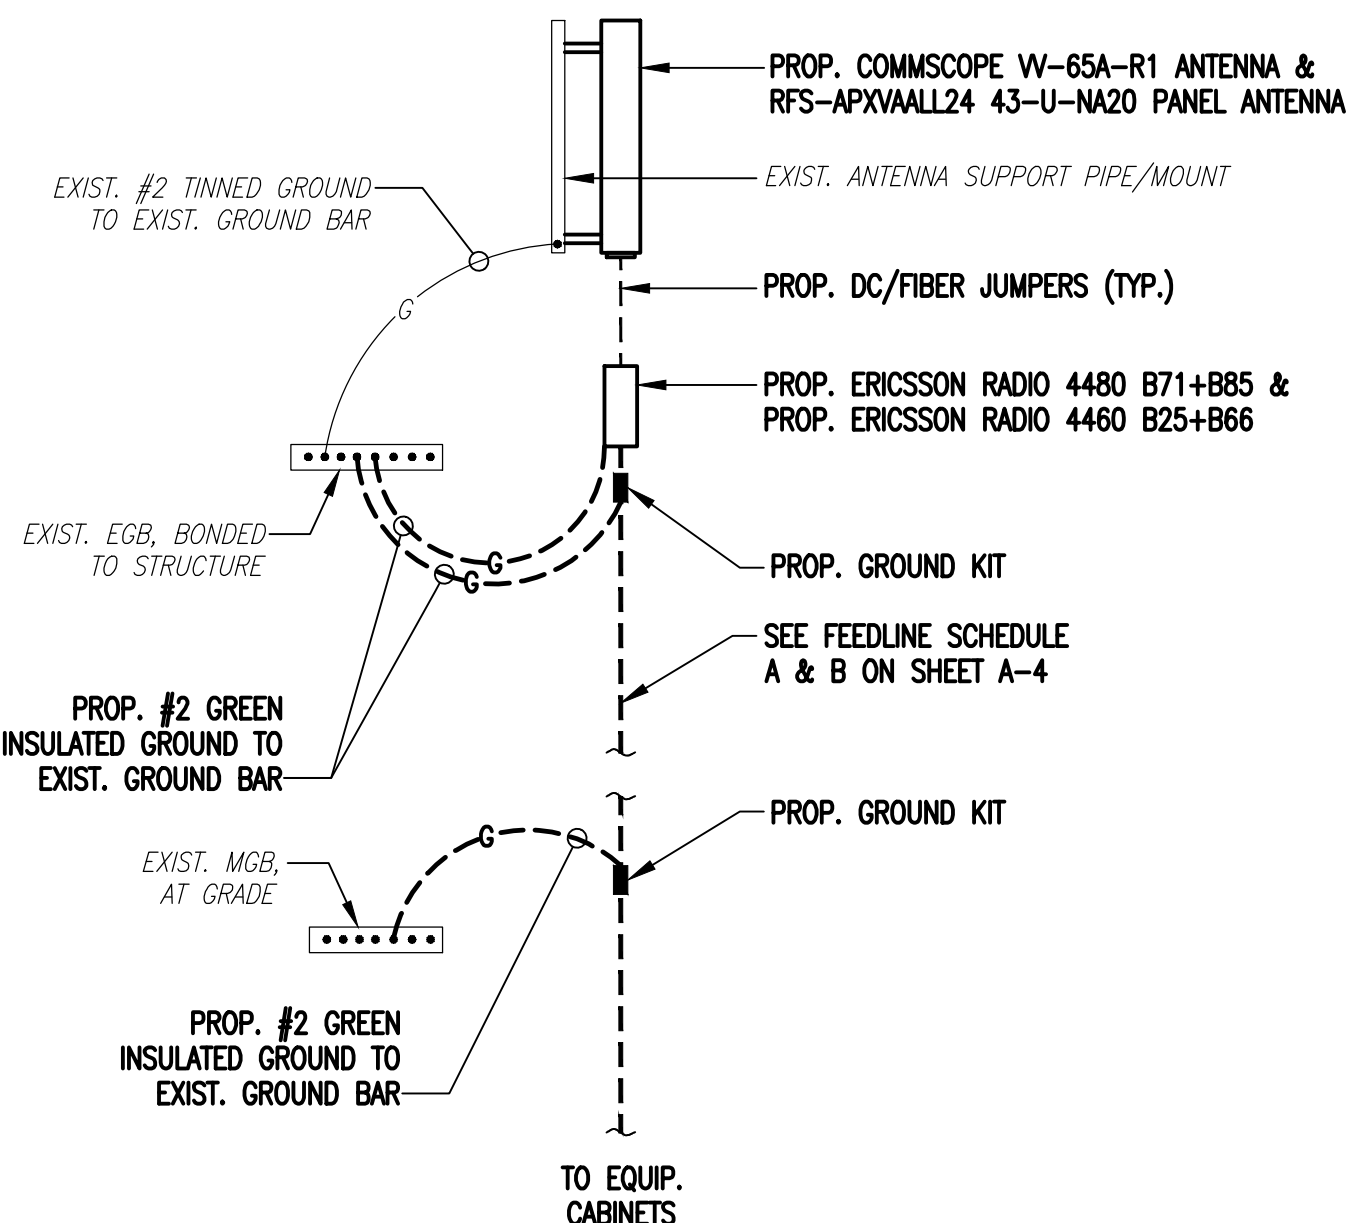 PROP. COMMSCOPE VV-65A-R1 ANTENNA &
RFS-APXVAALL24 43-U-NA20 PANEL ANTENNA
EXIST. ANTENNA SUPPORT PIPE/MOUNT
EXIST. #2 TINNED GROUND
TO EXIST. GROUND BAR
PROP. DC/FIBER JUMPERS (TYP.)
G
PROP. ERICSSON RADIO 4480 B71+B85 &
PROP. ERICSSON RADIO 4460 B25+B66
EXIST. EGB, BONDED
TO STRUCTURE
G
G
PROP. GROUND KIT
SEE FEEDLINE SCHEDULE
A & B ON SHEET A-4
PROP. #2 GREEN
INSULATED GROUND TO
EXIST. GROUND BAR
PROP. GROUND KIT
G
EXIST. MGB,
AT GRADE
PROP. #2 GREEN
INSULATED GROUND TO
EXIST. GROUND BAR
TO EQUIP.
CABINETS